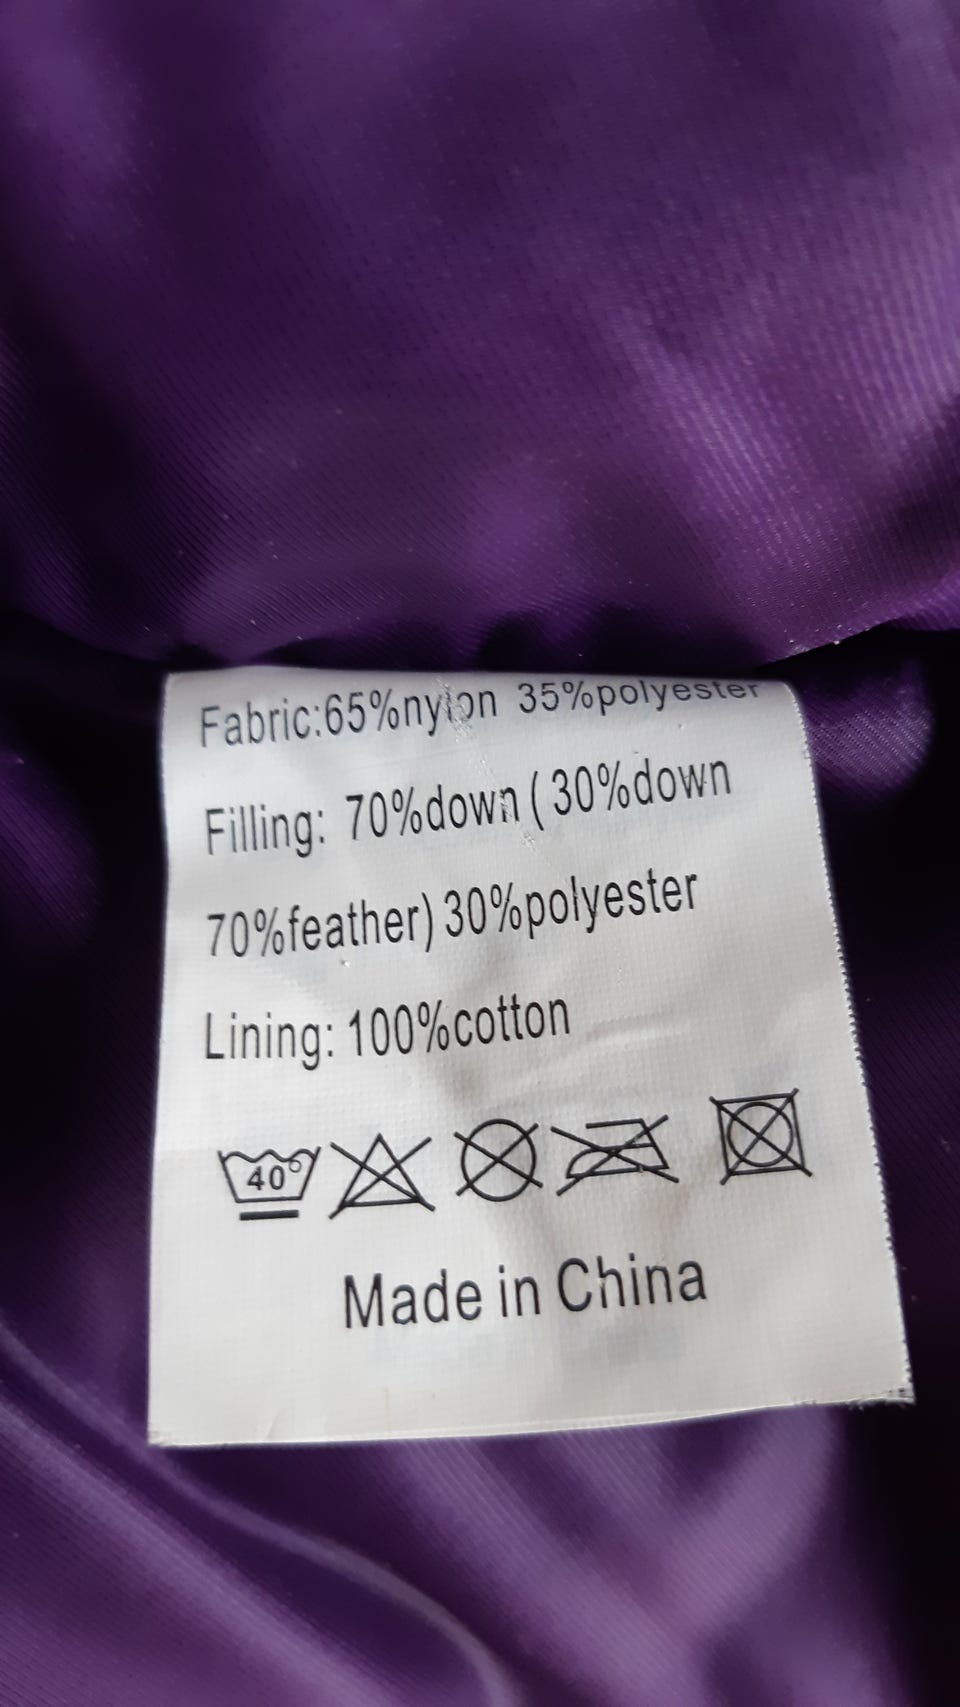 Fabric:65%nylon 35%polyester
Filling: 70%down (30%down
70%feather) 30%polyester
Lining: 100%cotton
40°
Made in China